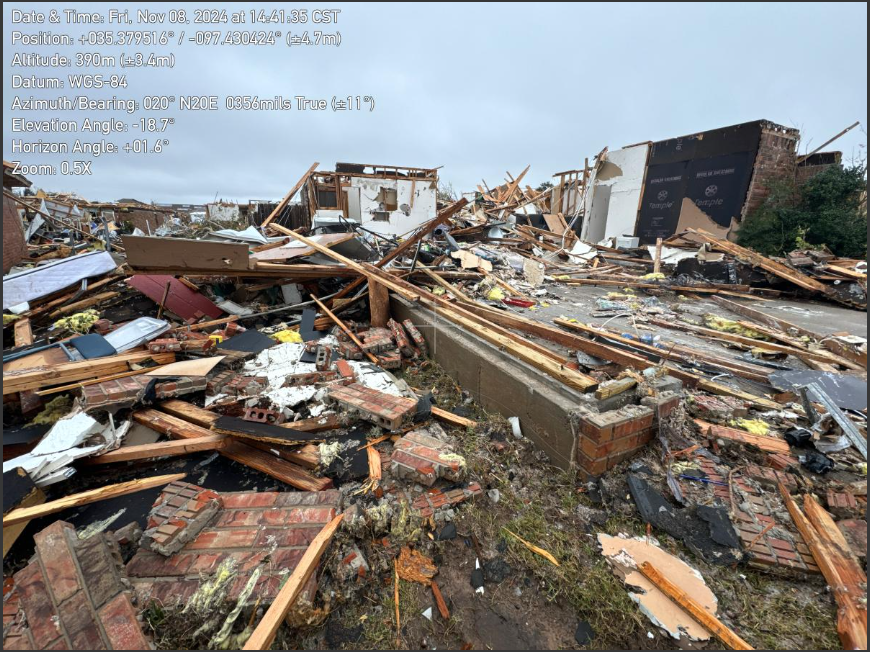 Date & Time: Fri, Nov 08, 2024 at 14:41:35 CST
Position: +035.379516° / -097.430424° (±4.7m)
Altitude: 390m (±3.4m)
Datum: WGS-84
Azimuth/Bearing: 020° N20E 0356mils True (±11°)
Elevation Angle: -18.7°
Horizon Angle: +01.6°
Zoom: 0.5X
Temple
Temple